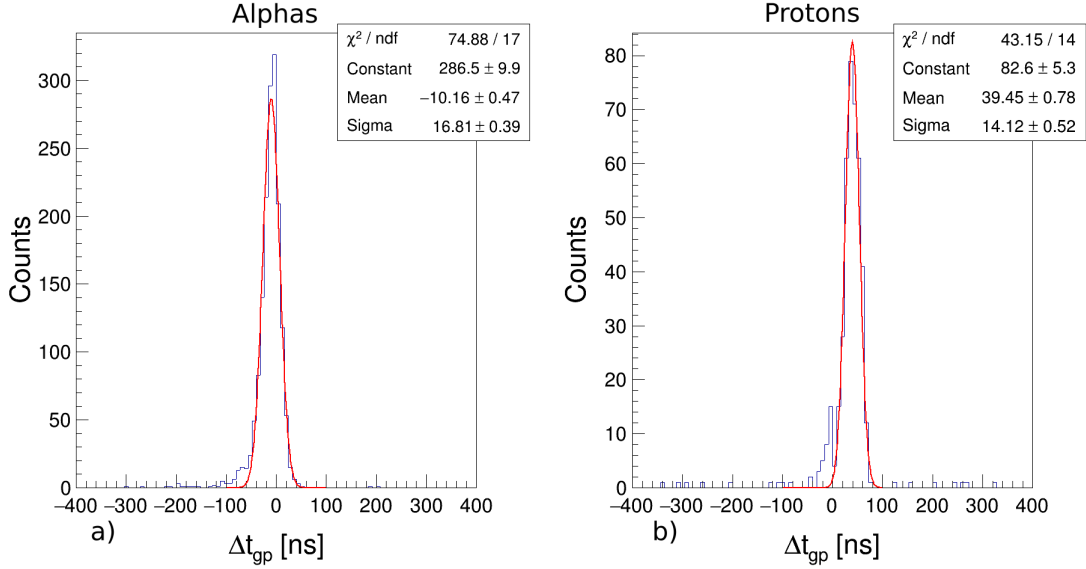 Alphas
χ² / ndf 74.88 / 17
Constant 286.5 ± 9.9
Mean −10.16 ± 0.47
Sigma 16.81 ± 0.39
Counts
300
250
200
150
100
50
0
−400 −300 −200 −100 0 100 200 300 400
a)
Δtgp [ns]
Protons
χ² / ndf 43.15 / 14
Constant 82.6 ± 5.3
Mean 39.45 ± 0.78
Sigma 14.12 ± 0.52
Counts
80
70
60
50
40
30
20
10
0
−400 −300 −200 −100 0 100 200 300 400
b)
Δtgp [ns]